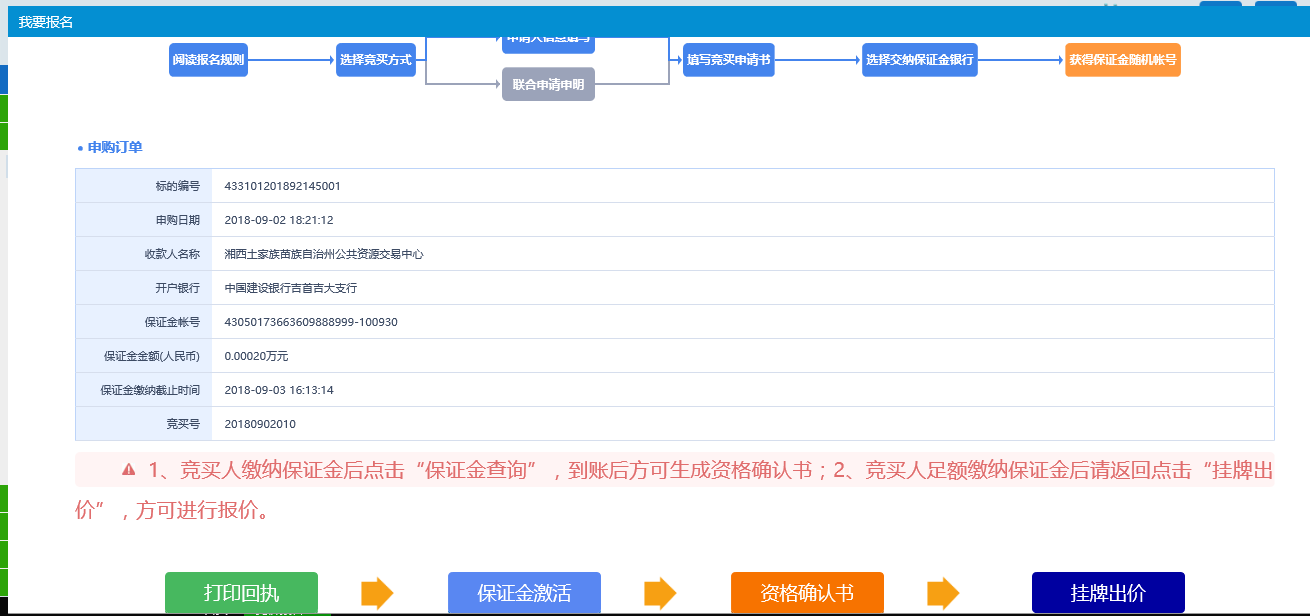 我要报名
申请人信息填写
阅读报名规则
选择竞买方式
联合申请申明
填写竞买申请书
选择交纳保证金银行
获得保证金随机帐号
申购订单
标的编号 433101201892145001
申购日期 2018-09-02 18:21:12
收款人名称 湘西土家族苗族自治州公共资源交易中心
开户银行 中国建设银行吉首吉大支行
保证金帐号 43050173663609888999-100930
保证金金额(人民币) 0.00020万元
保证金缴纳截止时间 2018-09-03 16:13:14
竞买号 20180902010
1、竞买人缴纳保证金后点击“保证金查询”，到账后方可生成资格确认书；2、竞买人足额缴纳保证金后请返回点击“挂牌出
价”，方可进行报价。
打印回执
保证金激活
资格确认书
挂牌出价